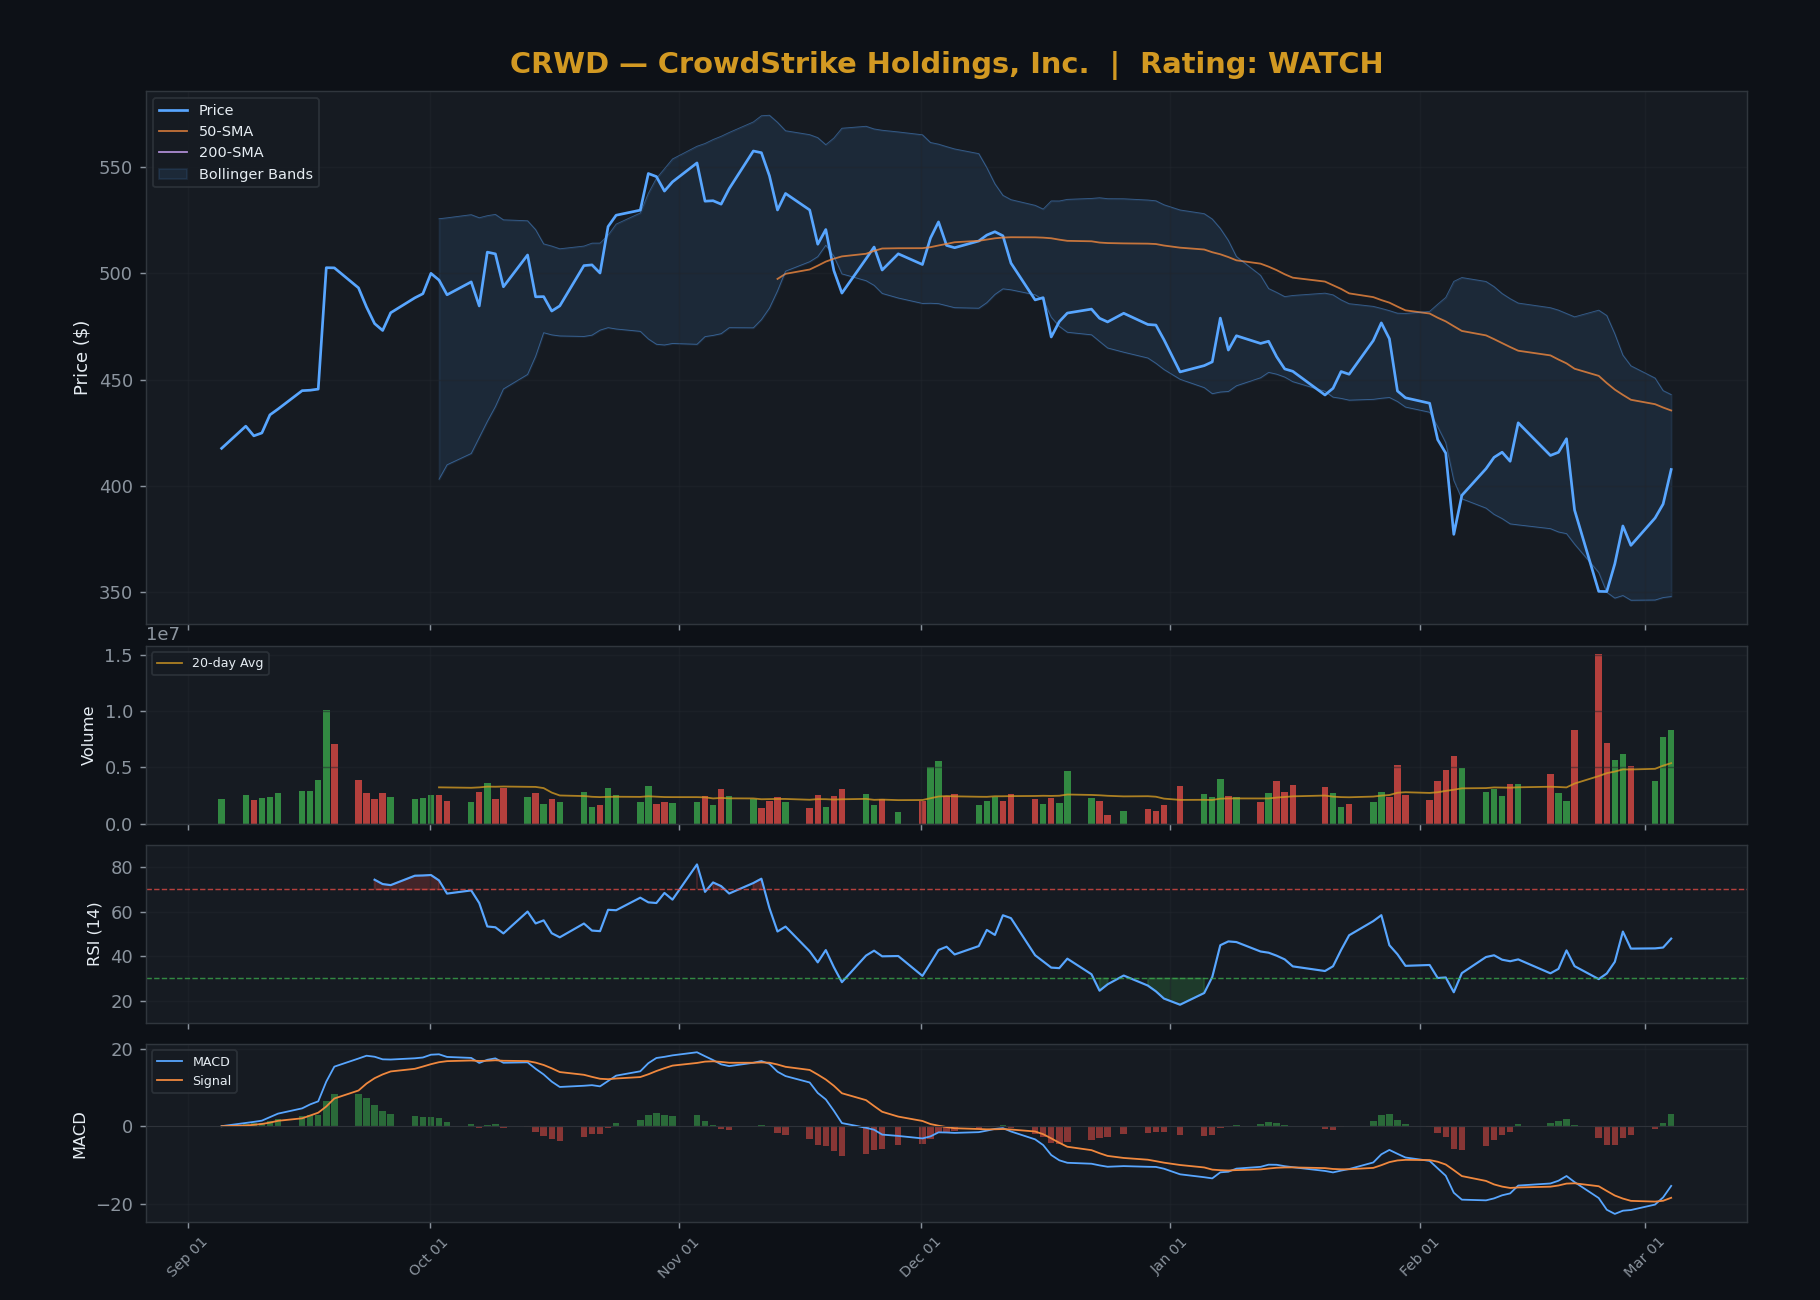 CRWD — CrowdStrike Holdings, Inc. | Rating: WATCH
Price
50-SMA
200-SMA
Bollinger Bands
550
500
450
400
350
Price ($)
1e7
20-day Avg
1.5
1.0
0.5
0.0
Volume
80
60
40
20
RSI (14)
MACD
Signal
20
0
−20
MACD
Sep 01
Oct 01
Nov 01
Dec 01
Jan 01
Feb 01
Mar 01